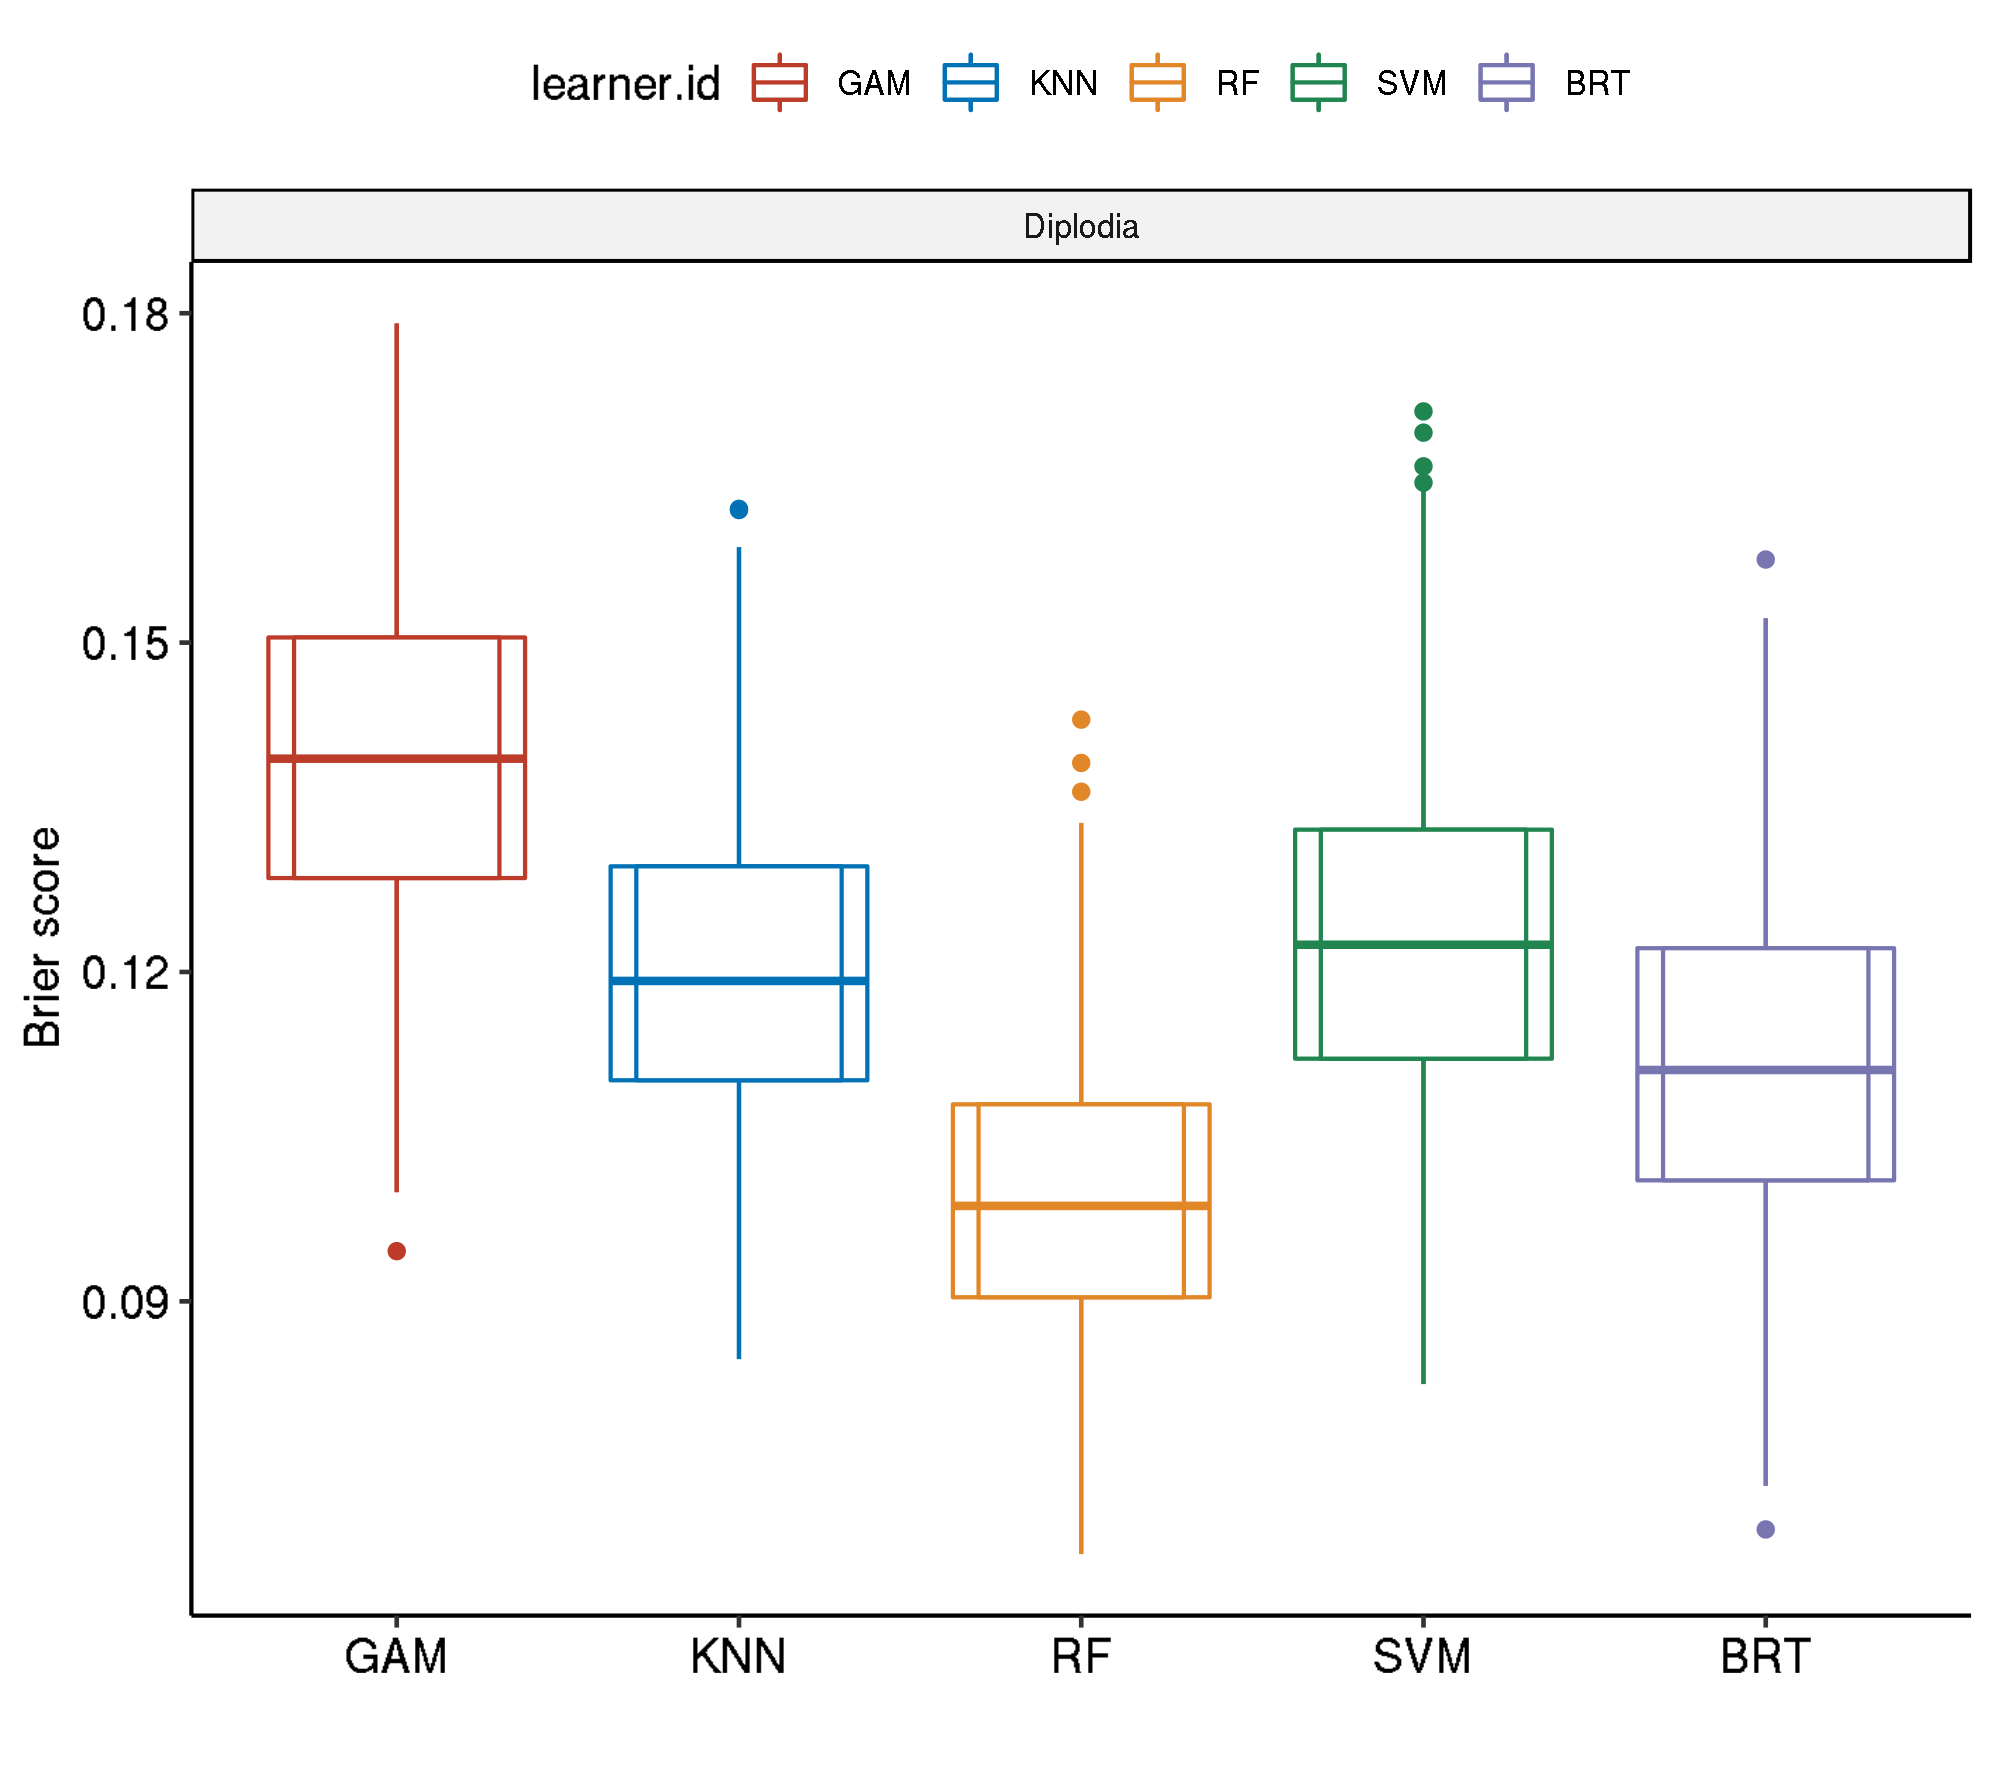 learner.id GAM KNN RF SVM BRT
Diplodia
0.18
0.15
0.12
0.09
Brier score
GAM KNN RF SVM BRT